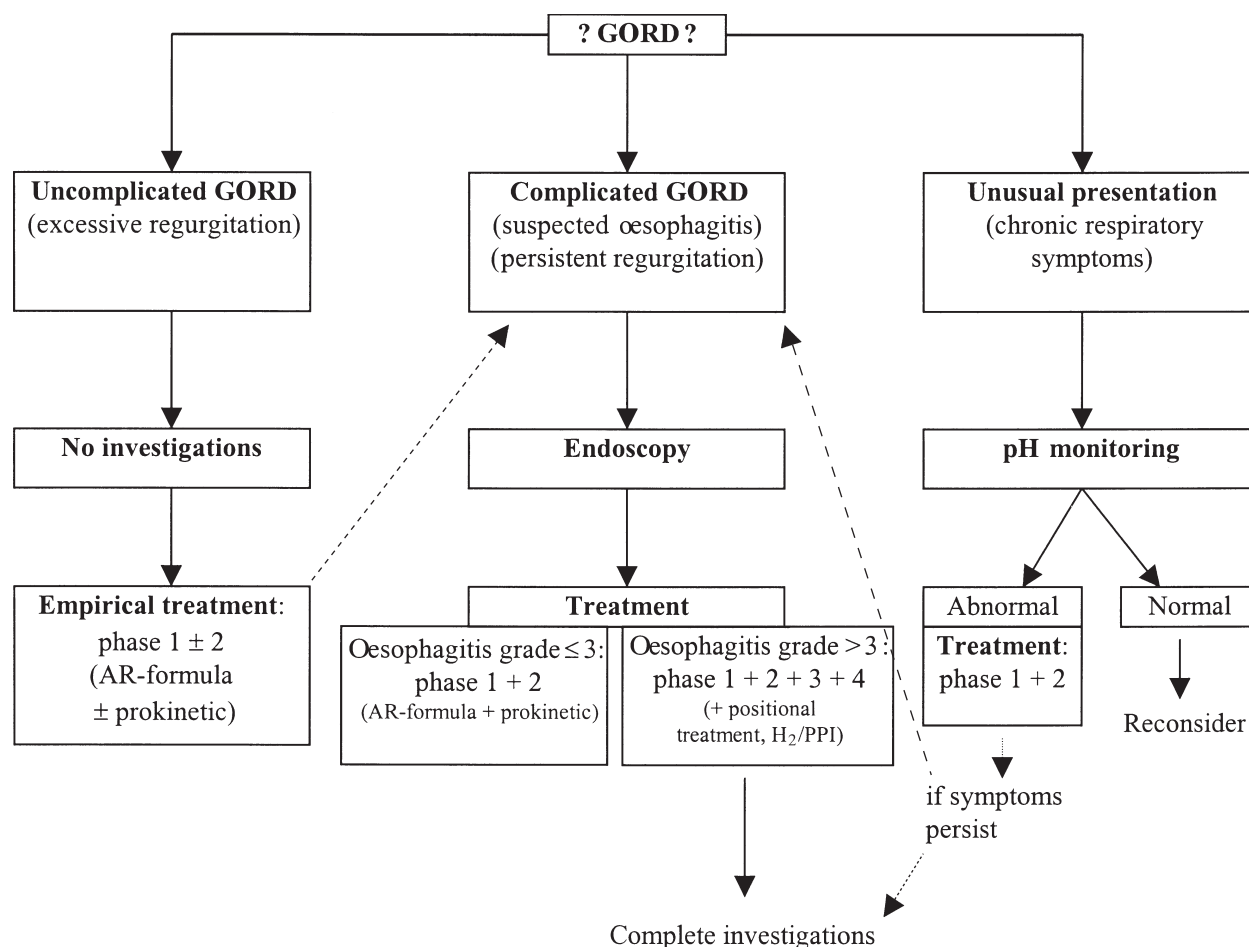 ? GORD ?
Uncomplicated GORD
(excessive regurgitation)
Complicated GORD
(suspected œsophagitis)
(persistent regurgitation)
Unusual presentation
(chronic respiratory
symptoms)
No investigations
Endoscopy
pH monitoring
Empirical treatment:
phase 1 ± 2
(AR-formula
± prokinetic)
Treatment
Oesophagitis grade ≤ 3:
phase 1 + 2
(AR-formula + prokinetic)
Oesophagitis grade > 3:
phase 1 + 2 + 3 + 4
(+ positional
treatment, H₂/PPI)
Abnormal
Treatment:
phase 1 + 2
Normal
Reconsider
if symptoms
persist
Complete investigations